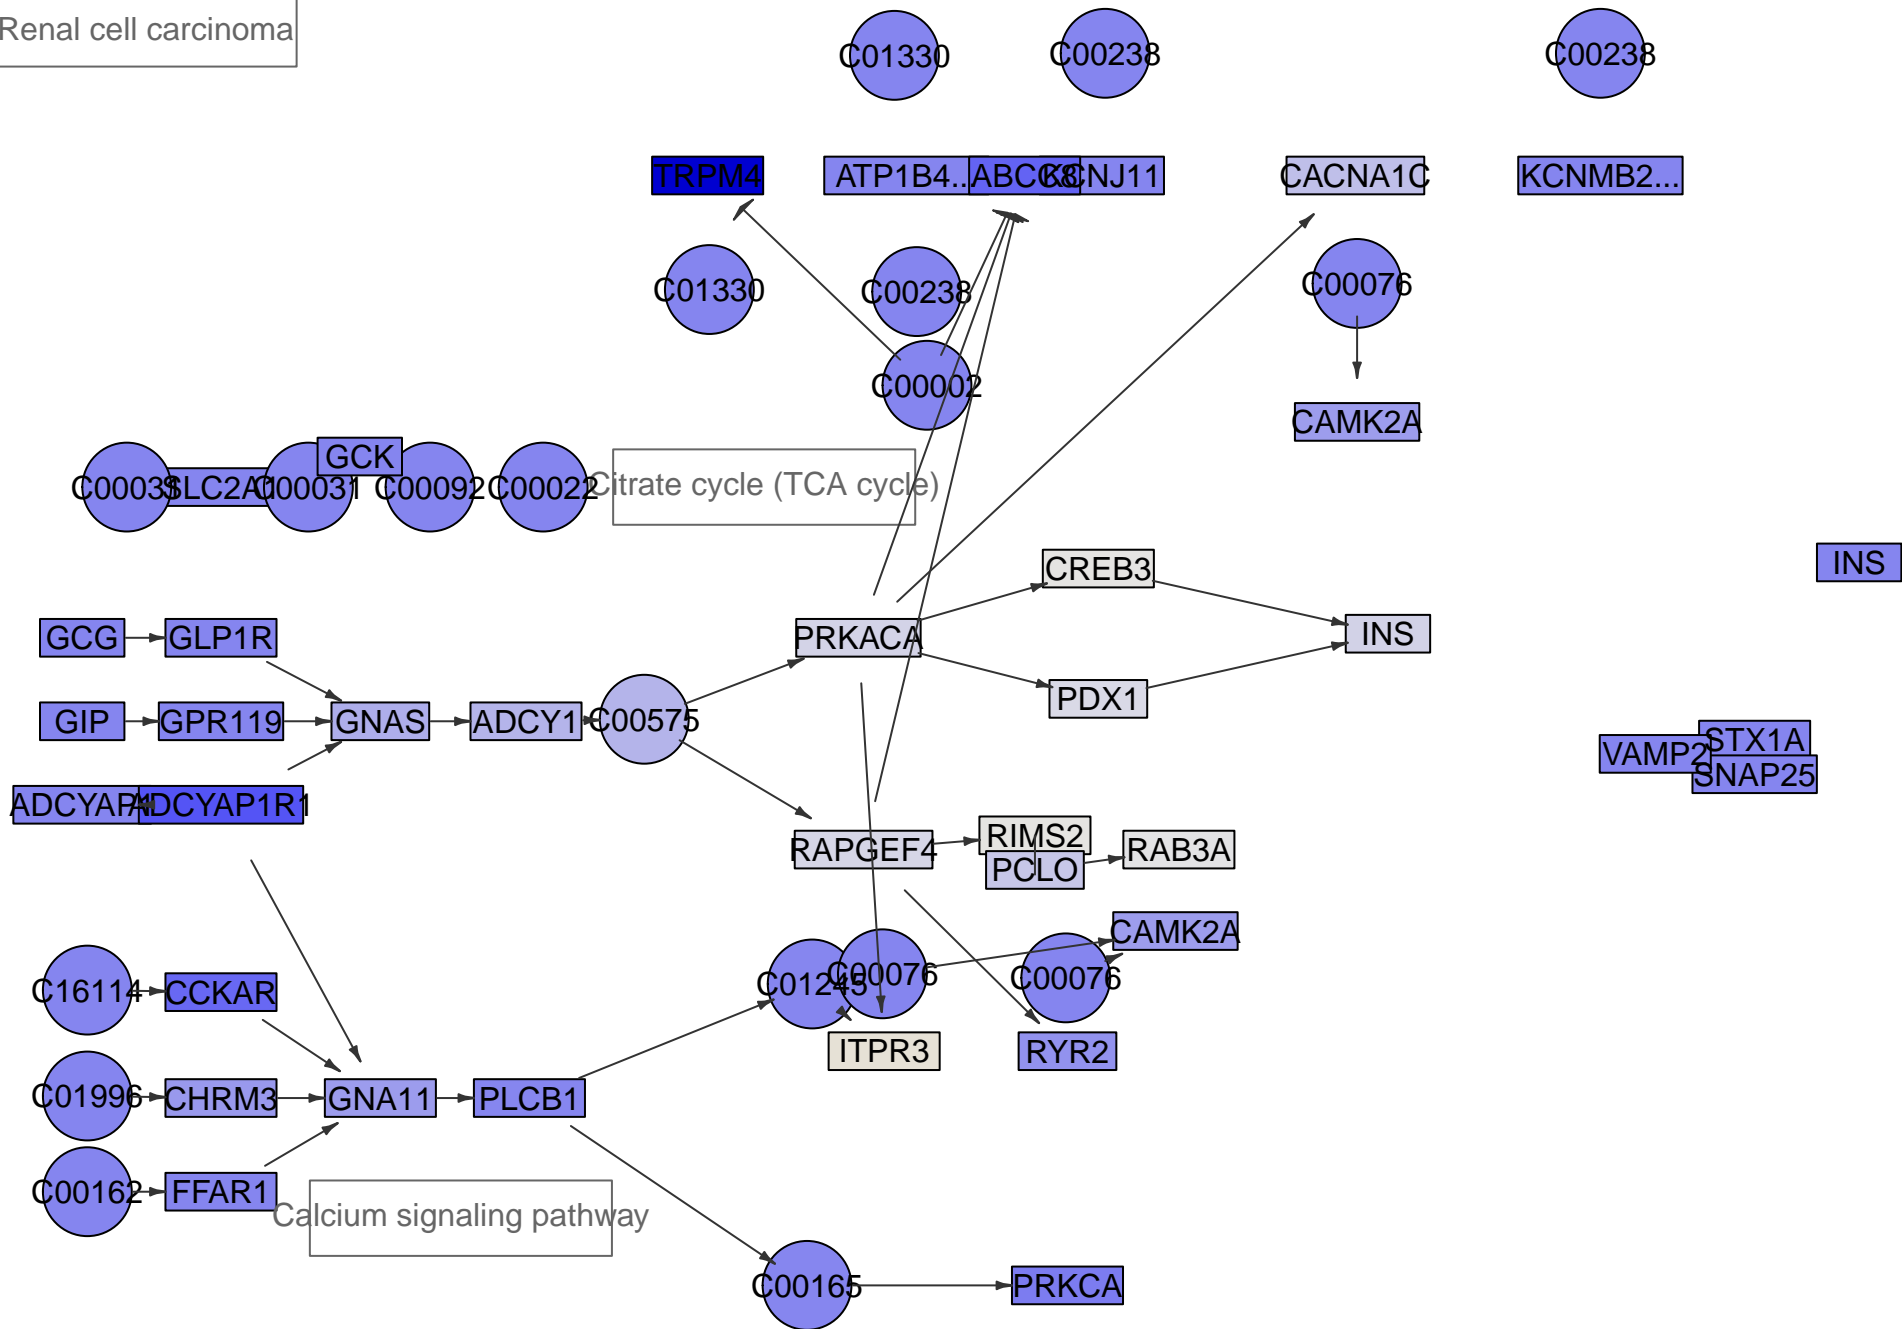 Renal cell carcinoma
C01330
C00238
C00238
TRPM4
ATP1B4...
ABCC8
KCNJ11
CACNA1C
KCNMB2...
C01330
C00238
C00076
C00002
CAMK2A
C00031
SLC2A1
C00031
GCK
C00092
C00022
Citrate cycle (TCA cycle)
CREB3
INS
GCG
GLP1R
PRKACA
INS
PDX1
GIP
GPR119
GNAS
ADCY1
C00575
STX1A
VAMP2
SNAP25
ADCYAP1
ADCYAP1R1
RAPGEF4
RIMS2
PCLO
RAB3A
CAMK2A
C16114
CCKAR
C01245
C00076
C00076
ITPR3
RYR2
C01996
CHRM3
GNA11
PLCB1
C00162
FFAR1
Calcium signaling pathway
C00165
PRKCA